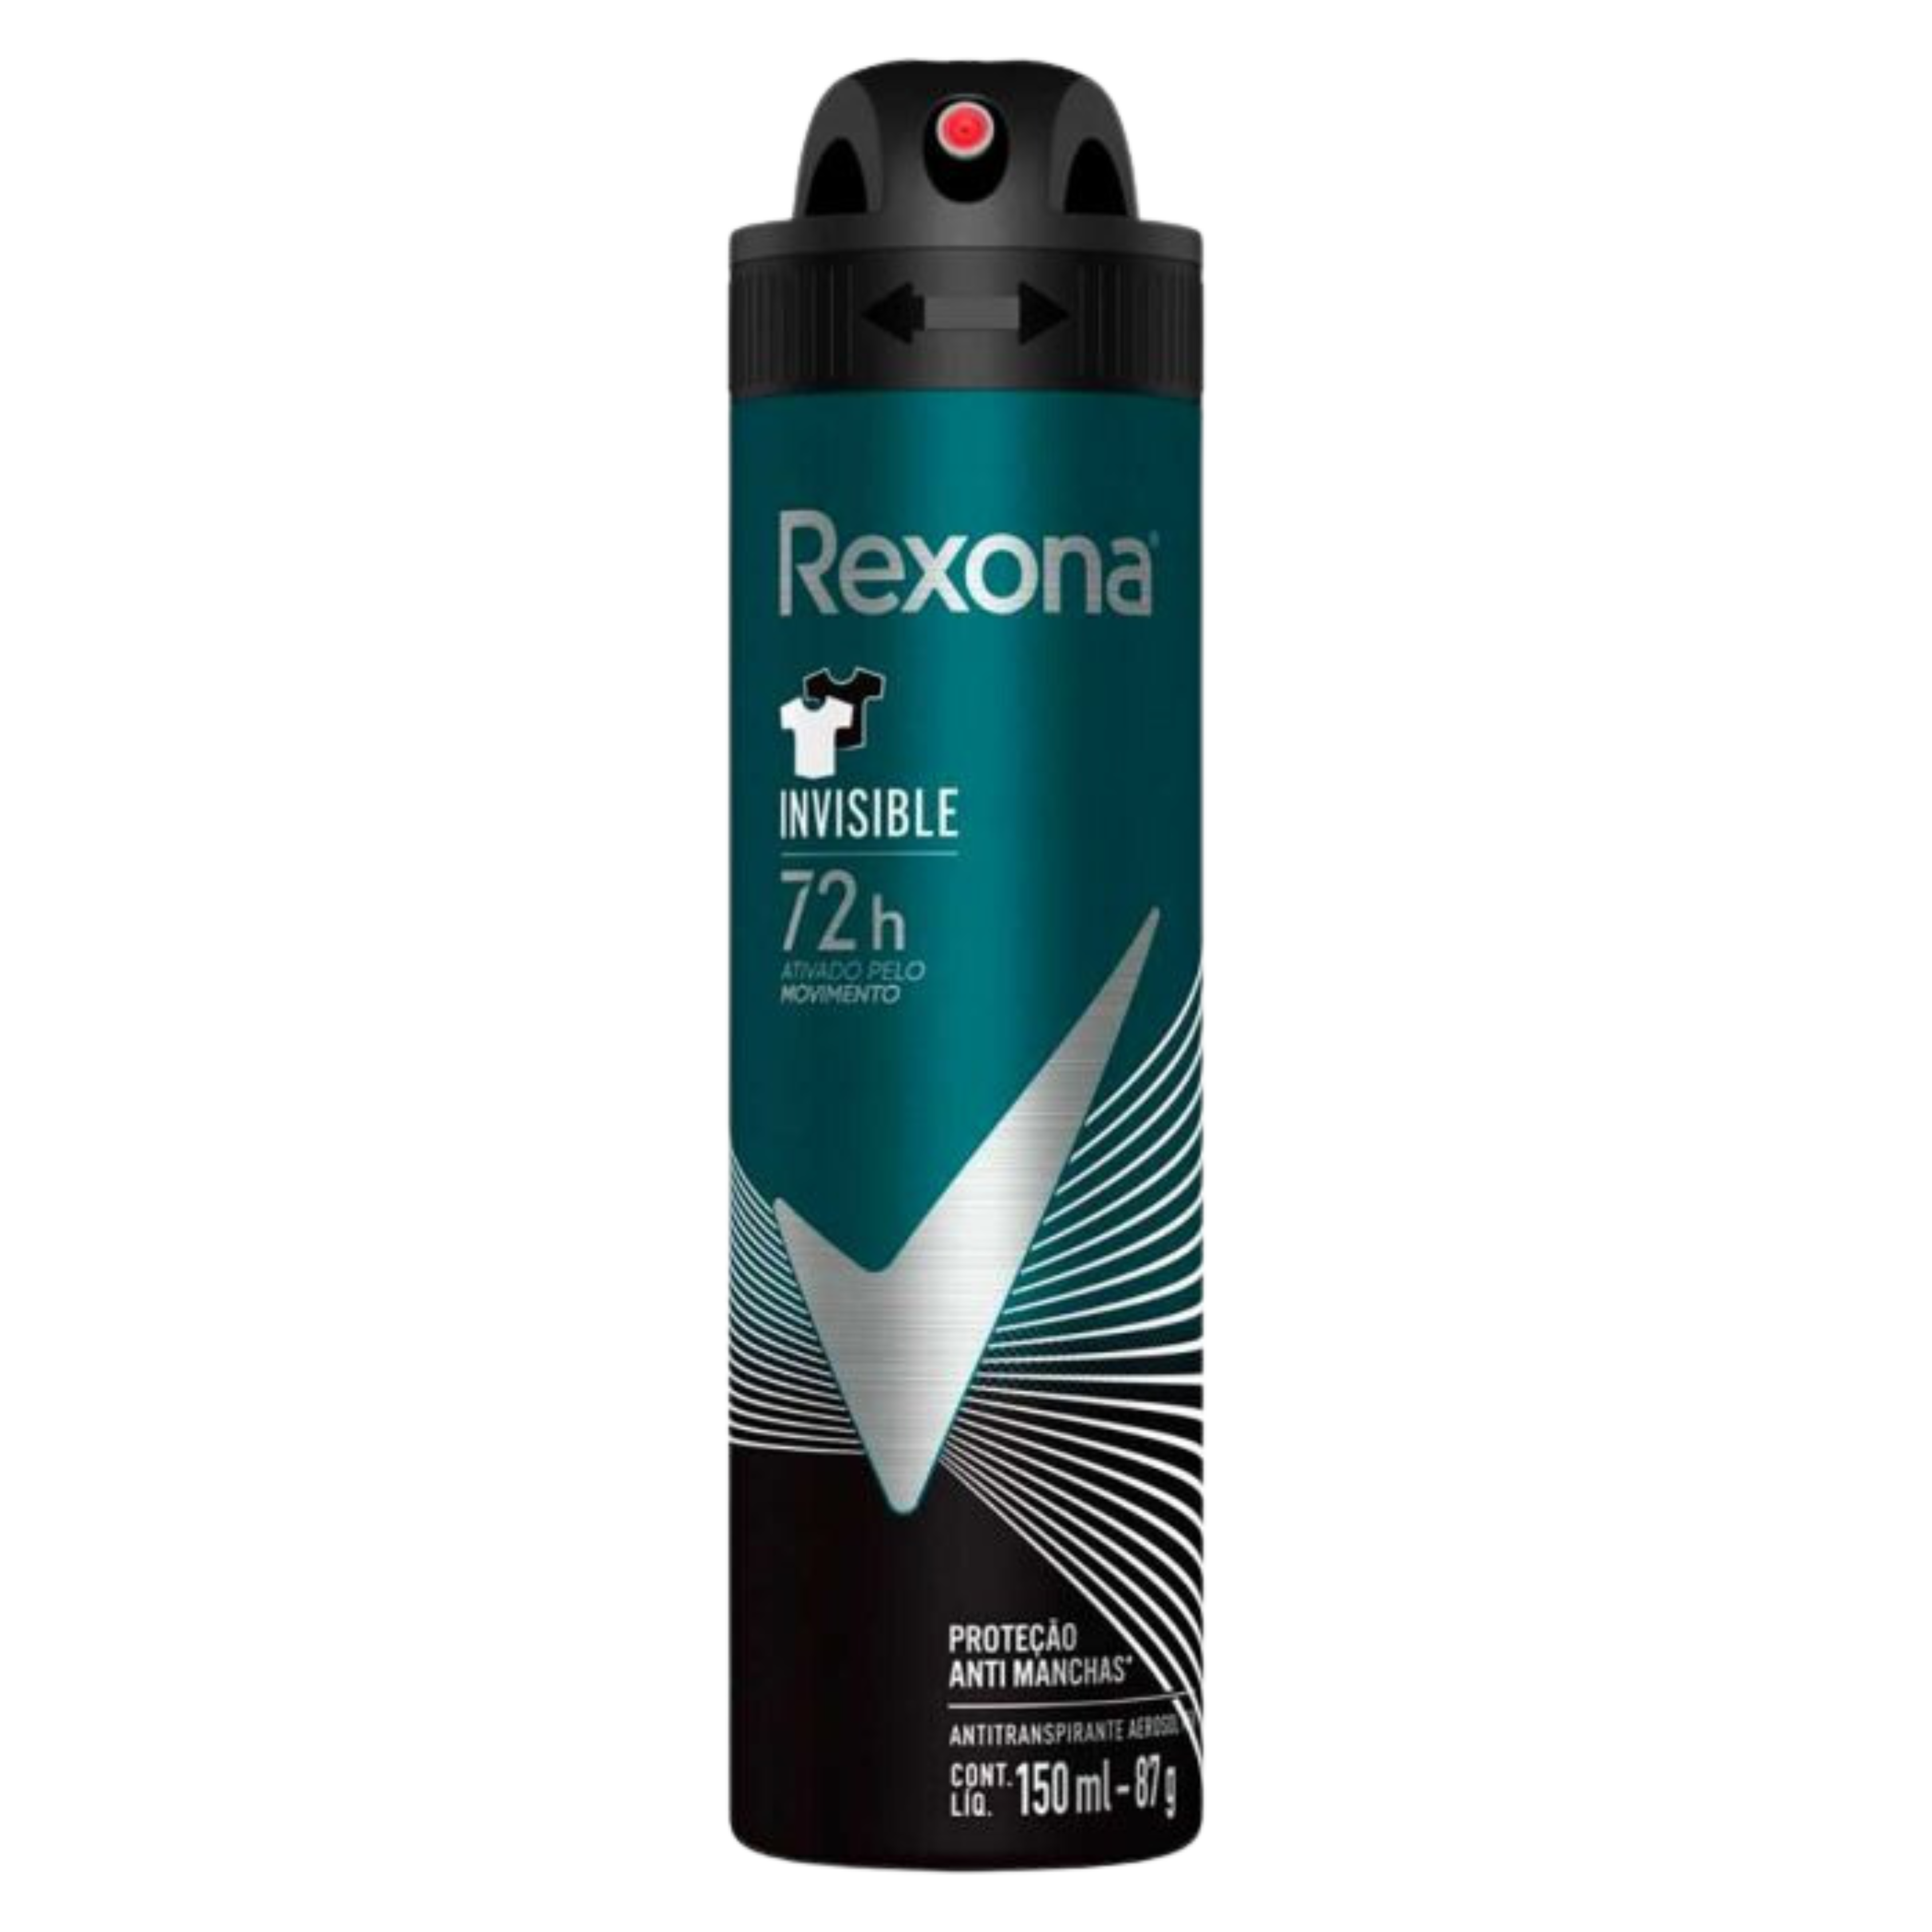 Rexona
INVISIBLE
72h
ATIVADO PELO
MOVIMENTO
PROTEÇÃO
ANTI MANCHAS*
ANTITRANSPIRANTE AEROSOL
CONT. LÍQ. 150 ml - 87 g